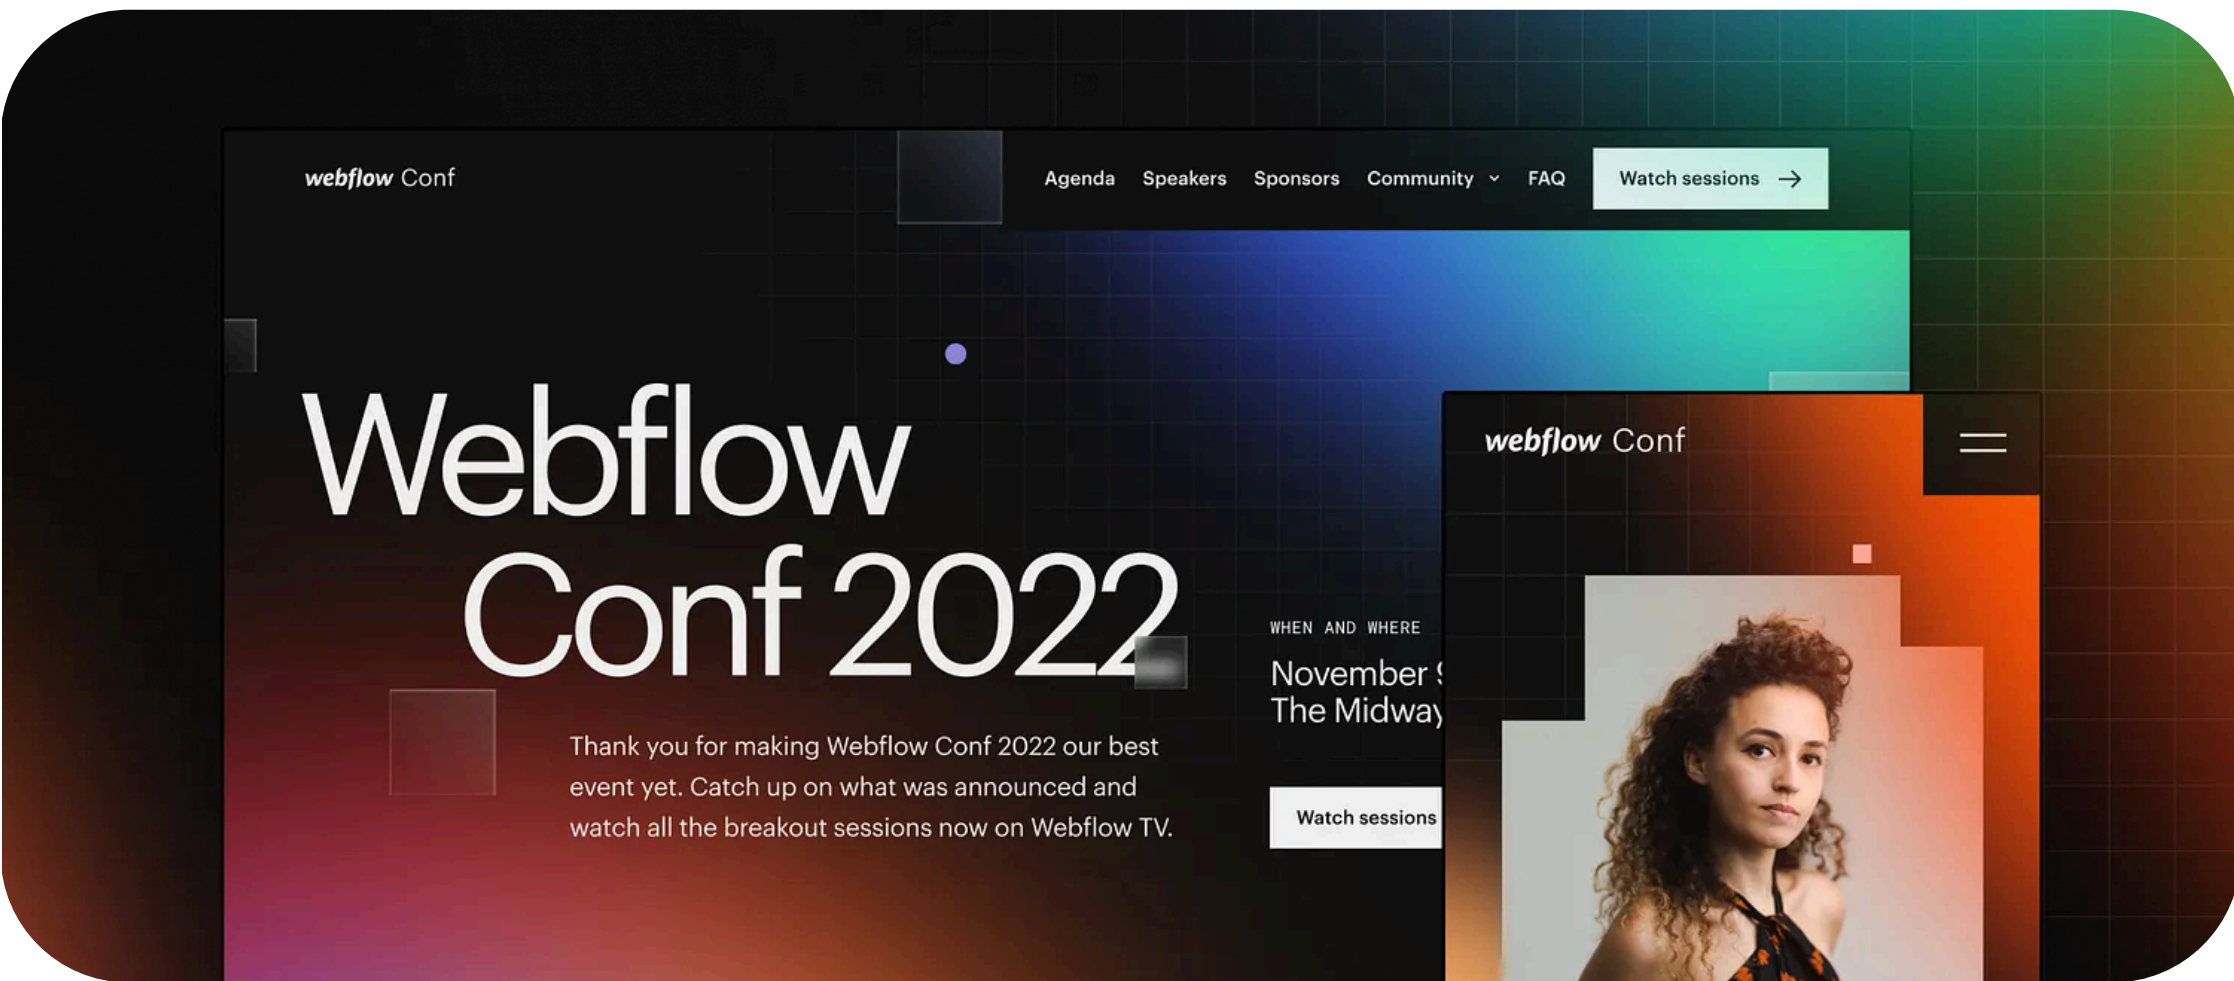 webflow Conf
Agenda Speakers Sponsors Community FAQ Watch sessions
Webflow
Conf 2022
Thank you for making Webflow Conf 2022 our best
event yet. Catch up on what was announced and
watch all the breakout sessions now on Webflow TV.
WHEN AND WHERE
November
The Midway
Watch sessions
webflow Conf